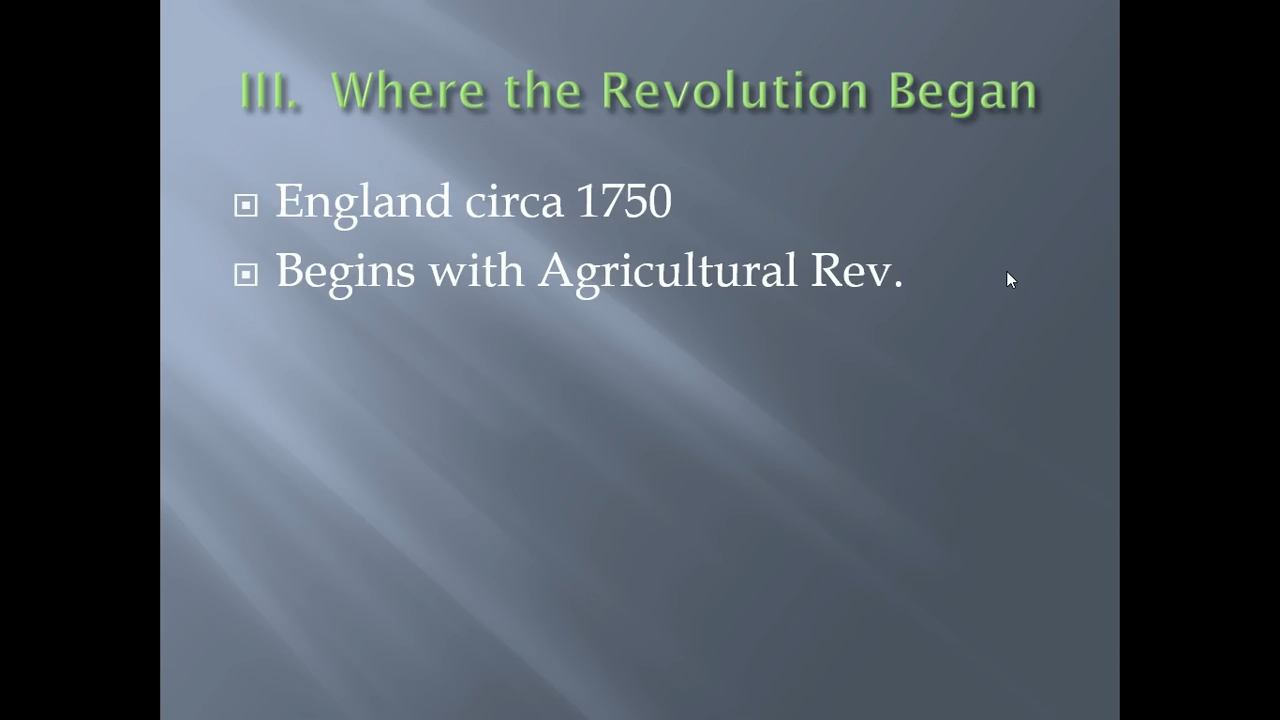 III. Where the Revolution Began
England circa 1750
Begins with Agricultural Rev.